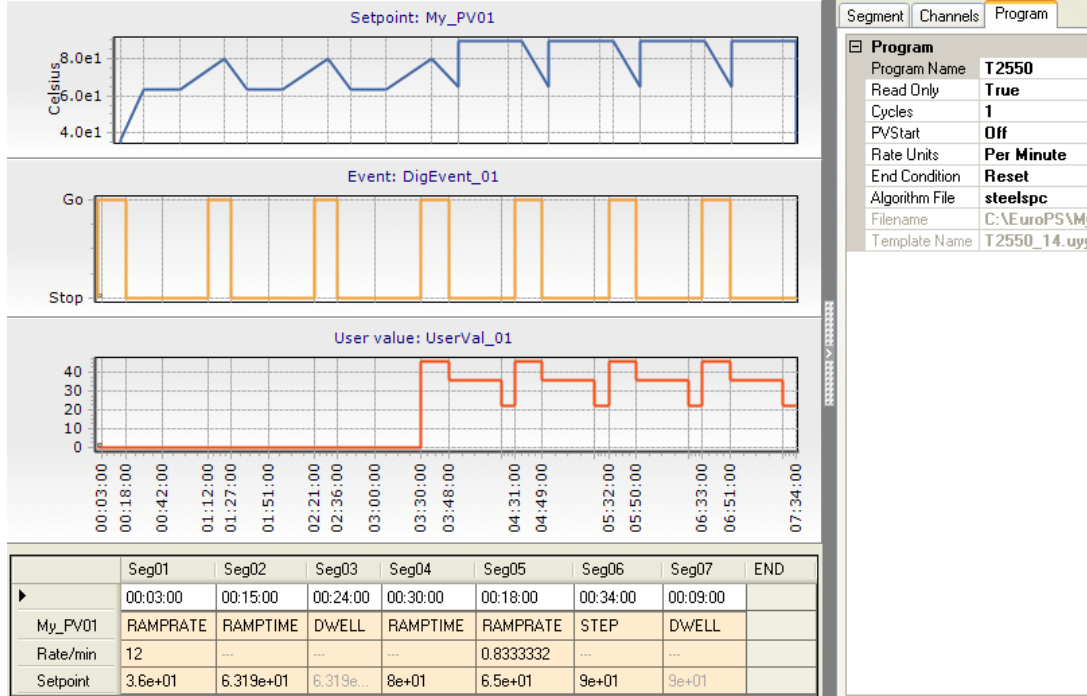 Setpoint: My_PV01
8.0e1
6.0e1
4.0e1
Celsius
Event: DigEvent_01
Go
Stop
User value: UserVal_01
40
30
20
10
0
00:03:00
00:18:00
00:42:00
01:12:00
01:27:00
01:51:00
02:21:00
02:36:00
03:00:00
03:30:00
03:48:00
04:31:00
04:49:00
05:32:00
05:50:00
06:33:00
06:51:00
07:34:00
Seg01 Seg02 Seg03 Seg04 Seg05 Seg06 Seg07 END
00:03:00 00:15:00 00:24:00 00:30:00 00:18:00 00:34:00 00:09:00
My_PV01 RAMPRATE RAMPTIME DWELL RAMPTIME RAMPRATE STEP DWELL
Rate/min 12 --- --- --- 0.8333332 --- ---
Setpoint 3.6e+01 6.319e+01 6.319e... 8e+01 6.5e+01 9e+01 9e+01
Segment Channels Program
Program
Program Name T2550
Read Only True
Cycles 1
PVStart Off
Rate Units Per Minute
End Condition Reset
Algorithm File steelspc
Filename C:\EuroPS\My
Template Name T2550_14.uyy